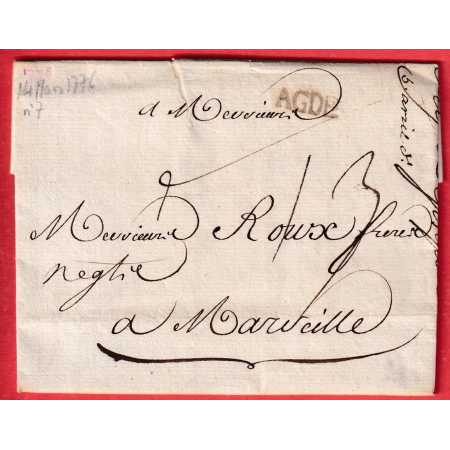 14 Mars 1776
n°7
AGDE
a Messieurs
Messieurs Roux freres
Negts
a Marseille